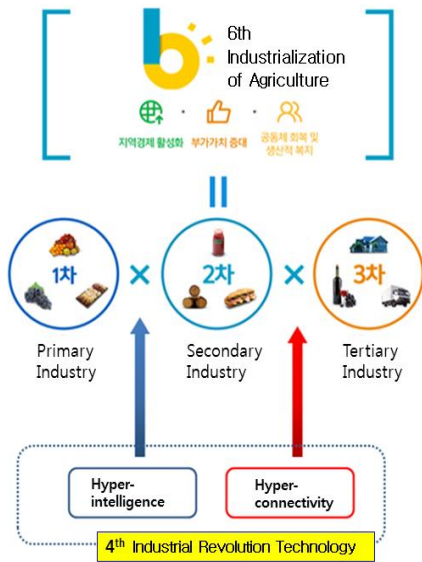 6th
Industrialization
of Agriculture
지역경제 활성화
부가가치 증대
공동체 회복 및
생산적 복지
1차
×
2차
×
3차
Primary
Industry
Secondary
Industry
Tertiary
Industry
Hyper-
intelligence
Hyper-
connectivity
4th Industrial Revolution Technology